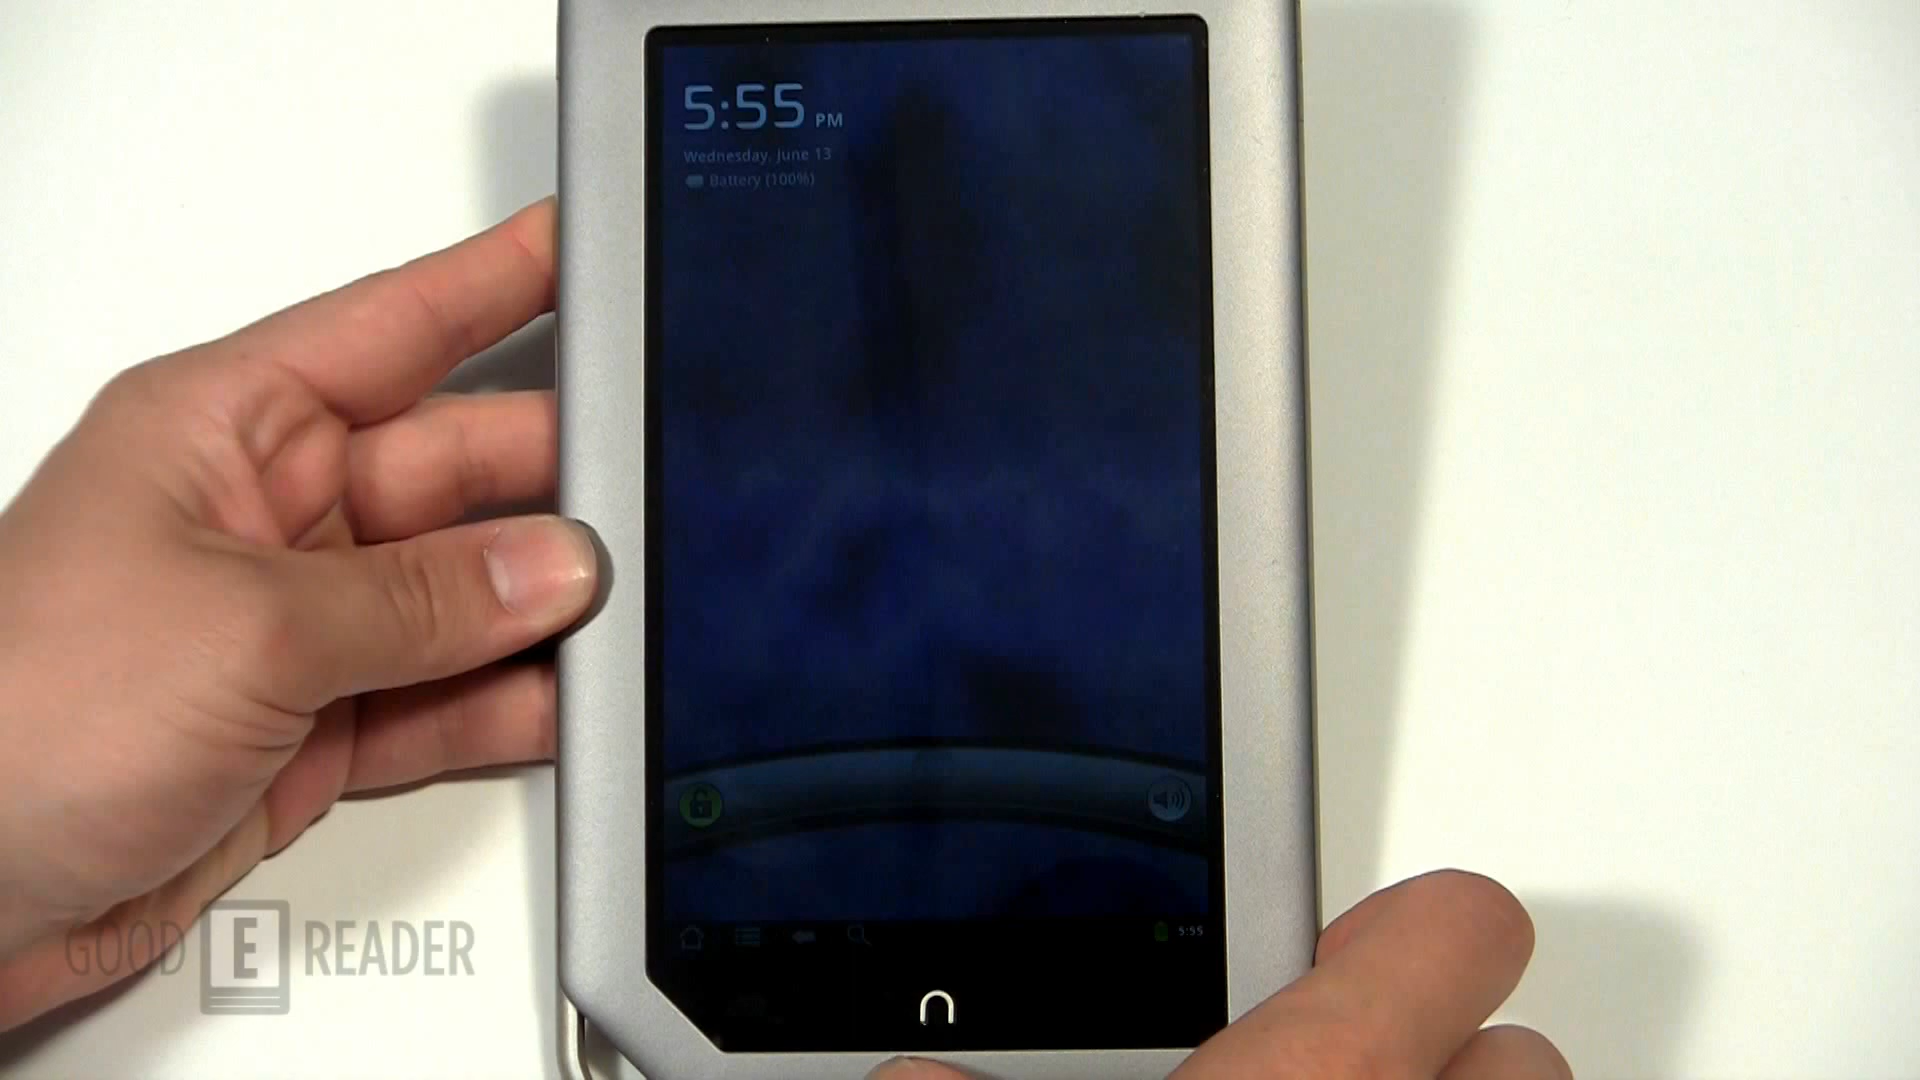 5:55 PM
Wednesday, June 13
Battery (100%)
5:55
GOOD E READER